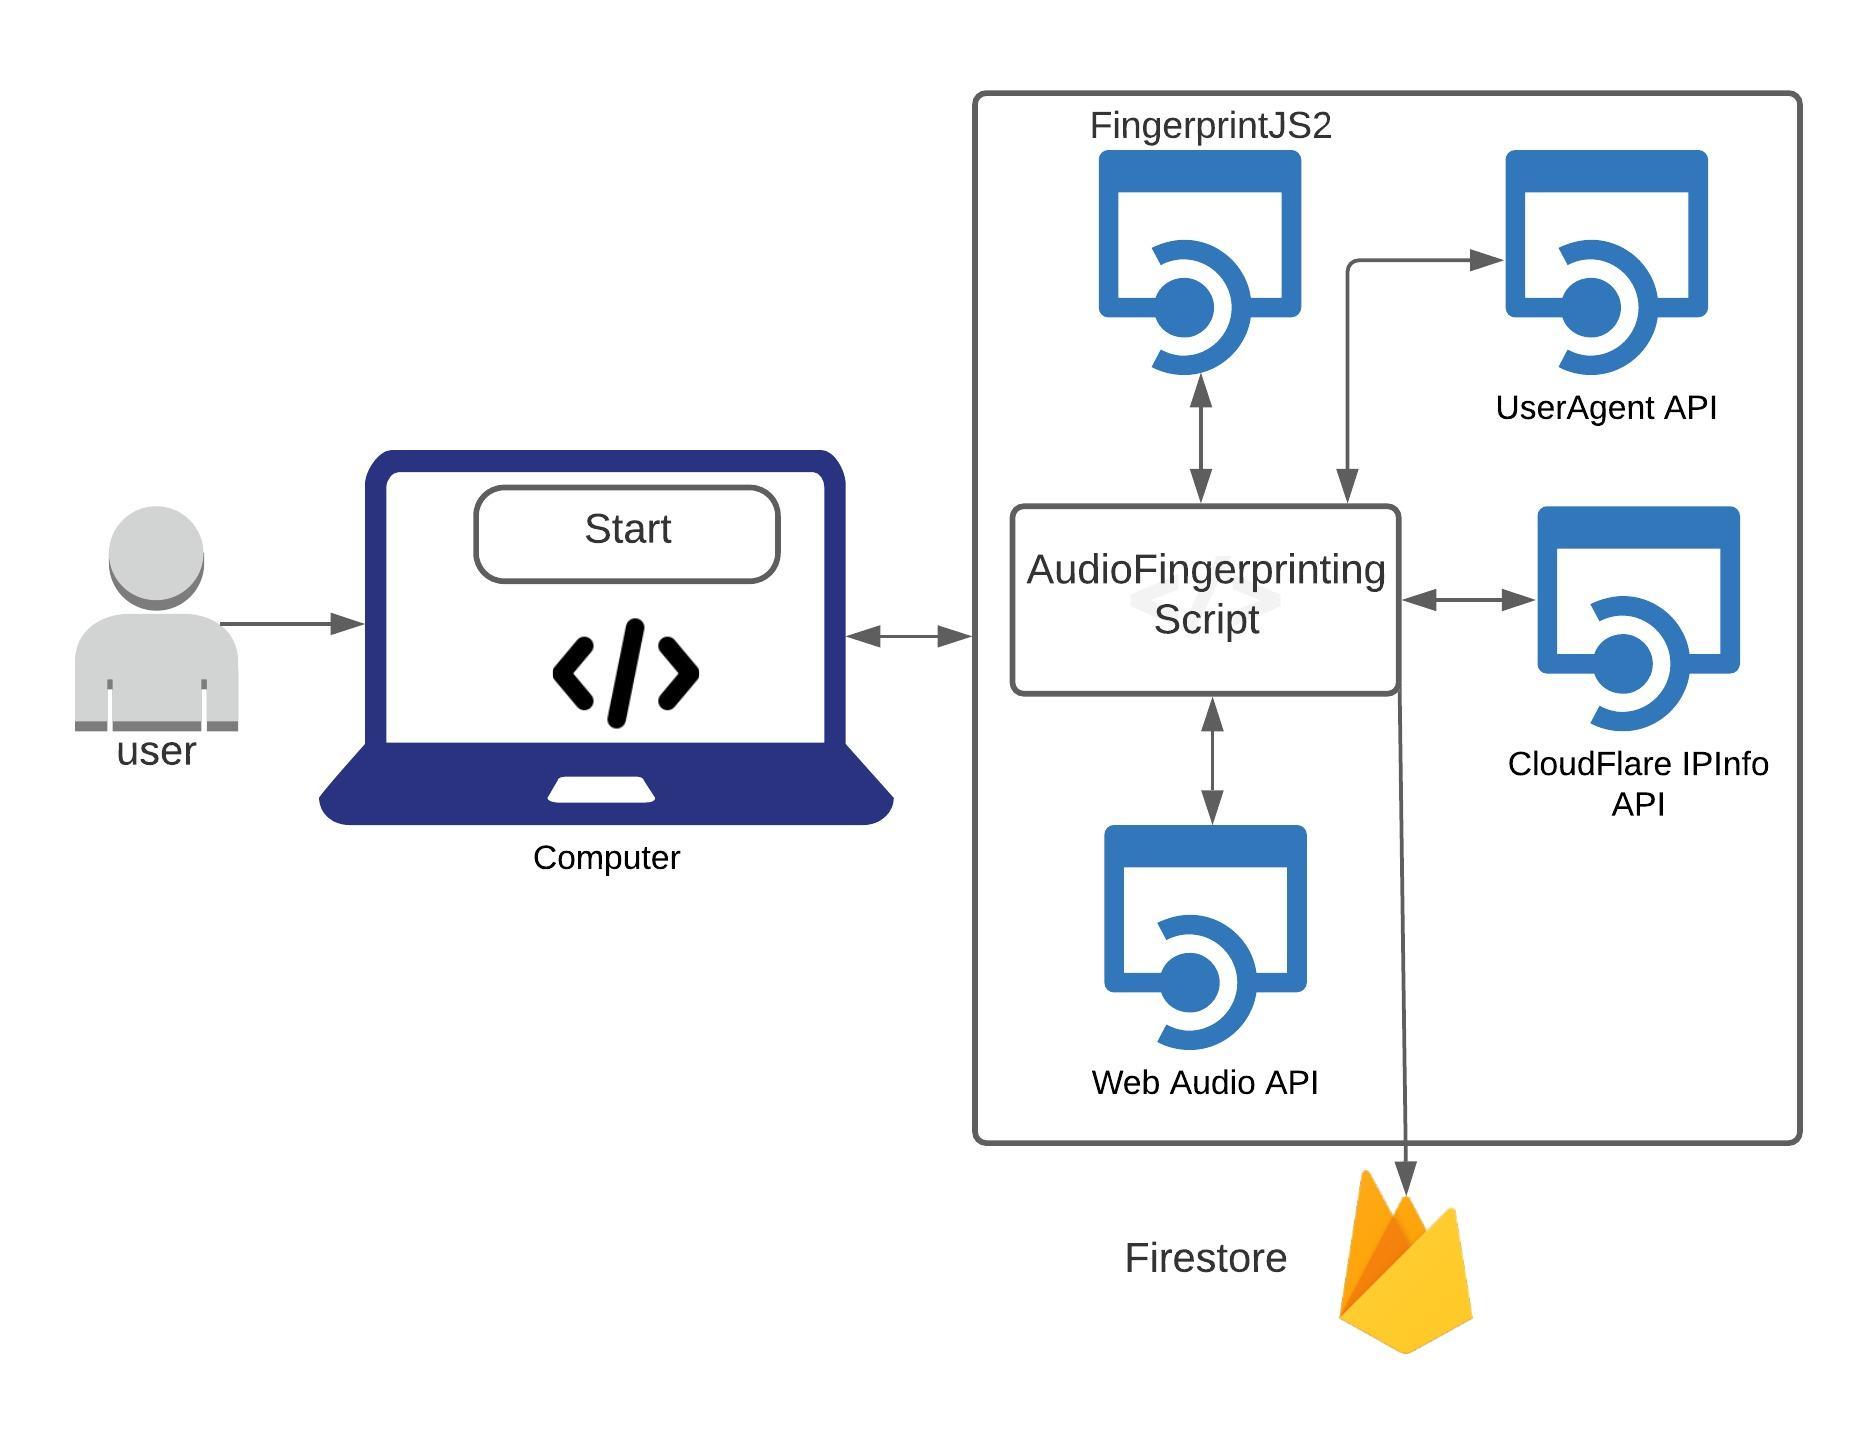 FingerprintJS2
UserAgent API
Start
AudioFingerprinting
Script
user
CloudFlare IPInfo
API
Computer
Web Audio API
Firestore